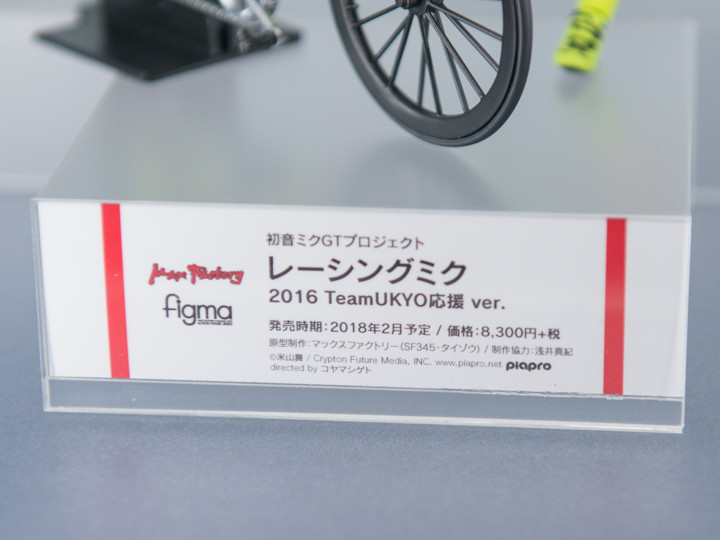 初音ミクGTプロジェクト
レーシングミク
2016 TeamUKYO応援 ver.
発売時期:2018年2月予定 / 価格:8,300円+税
原型制作:マックスファクトリー(SF345・タイゾウ) / 制作協力:浅井真紀
©米山舞 / Crypton Future Media, INC. www.piapro.net piapro
directed by コヤマシゲト
Max Factory
figma